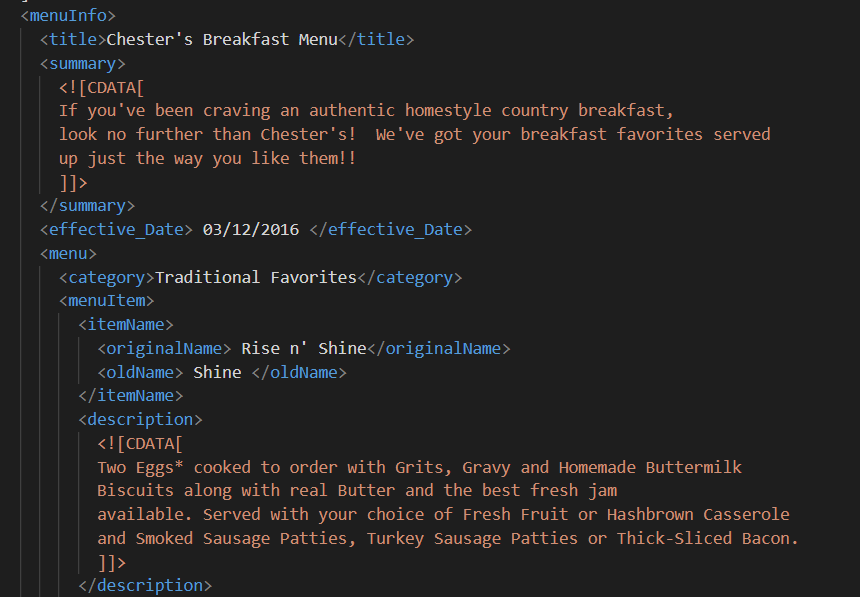 <menuInfo>
<title>Chester's Breakfast Menu</title>
<summary>
<![CDATA[
If you've been craving an authentic homestyle country breakfast,
look no further than Chester's!  We've got your breakfast favorites served
up just the way you like them!!
]]>
</summary>
<effective_Date> 03/12/2016 </effective_Date>
<menu>
<category>Traditional Favorites</category>
<menuItem>
<itemName>
<originalName> Rise n' Shine</originalName>
<oldName> Shine </oldName>
</itemName>
<description>
<![CDATA[
Two Eggs* cooked to order with Grits, Gravy and Homemade Buttermilk
Biscuits along with real Butter and the best fresh jam
available. Served with your choice of Fresh Fruit or Hashbrown Casserole
and Smoked Sausage Patties, Turkey Sausage Patties or Thick-Sliced Bacon.
]]>
</description>